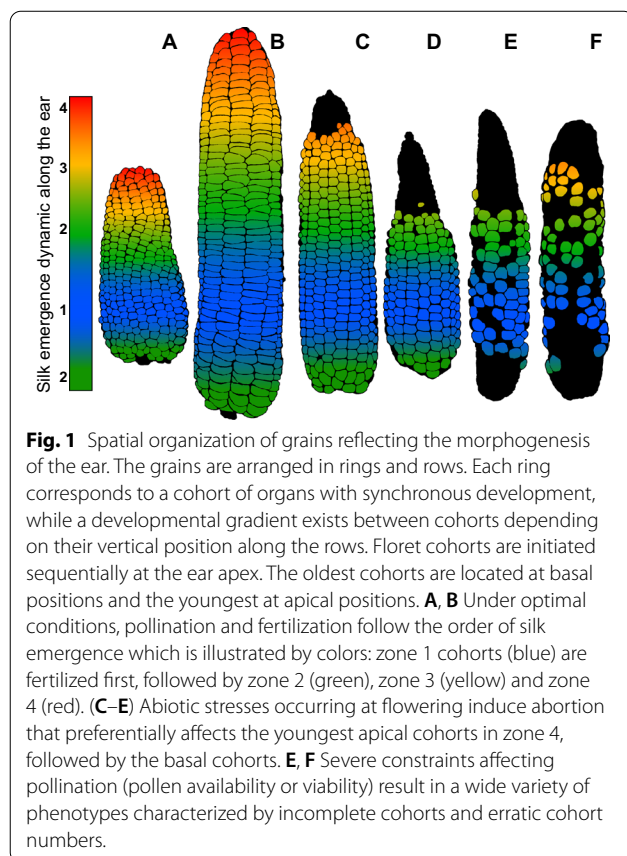 A B C D E F
Silk emergence dynamic along the ear
4
3
2
1
2
Fig. 1 Spatial organization of grains reflecting the morphogenesis
of the ear. The grains are arranged in rings and rows. Each ring
corresponds to a cohort of organs with synchronous development,
while a developmental gradient exists between cohorts depending
on their vertical position along the rows. Floret cohorts are initiated
sequentially at the ear apex. The oldest cohorts are located at basal
positions and the youngest at apical positions. A, B Under optimal
conditions, pollination and fertilization follow the order of silk
emergence which is illustrated by colors: zone 1 cohorts (blue) are
fertilized first, followed by zone 2 (green), zone 3 (yellow) and zone
4 (red). (C–E) Abiotic stresses occurring at flowering induce abortion
that preferentially affects the youngest apical cohorts in zone 4,
followed by the basal cohorts. E, F Severe constraints affecting
pollination (pollen availability or viability) result in a wide variety of
phenotypes characterized by incomplete cohorts and erratic cohort
numbers.